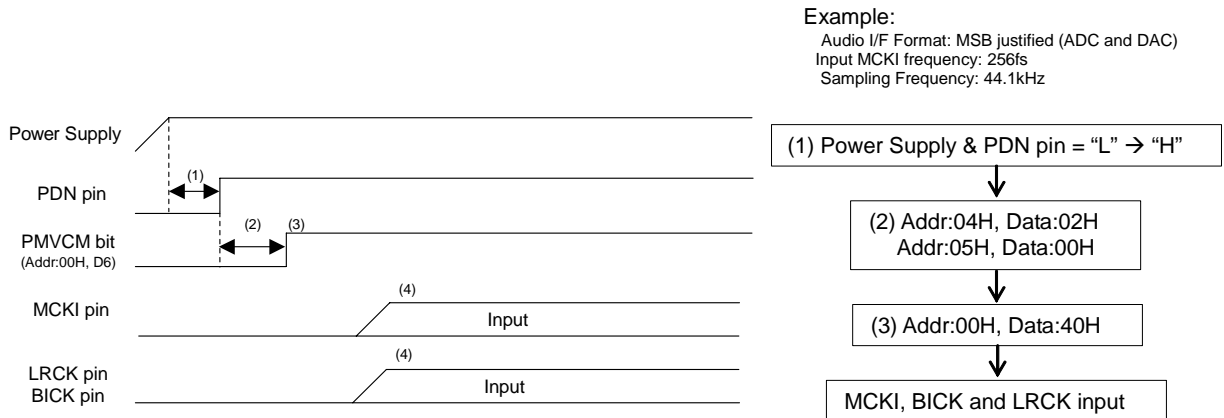 Example:
Audio I/F Format: MSB justified (ADC and DAC)
Input MCKI frequency: 256fs
Sampling Frequency: 44.1kHz
Power Supply
(1)
PDN pin
(2)
(3)
PMVCM bit
(Addr:00H, D6)
(4)
MCKI pin
Input
(4)
LRCK pin
BICK pin
Input
(1) Power Supply & PDN pin = “L” → “H”
(2) Addr:04H, Data:02H
Addr:05H, Data:00H
(3) Addr:00H, Data:40H
MCKI, BICK and LRCK input